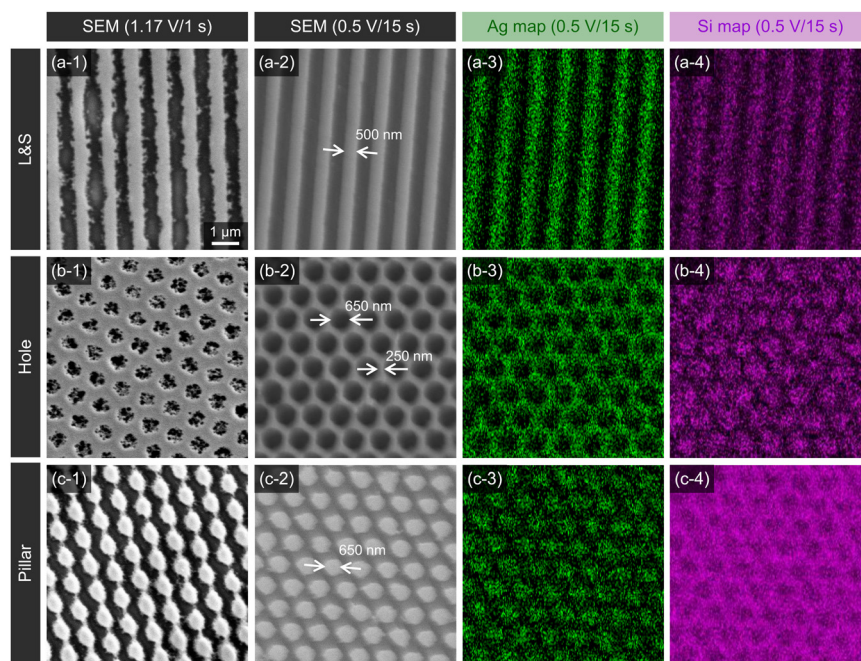 SEM (1.17 V/1 s)
SEM (0.5 V/15 s)
Ag map (0.5 V/15 s)
Si map (0.5 V/15 s)
L&S
(a-1)
(a-2)
(a-3)
(a-4)
500 nm
1 µm
Hole
(b-1)
(b-2)
(b-3)
(b-4)
650 nm
250 nm
Pillar
(c-1)
(c-2)
(c-3)
(c-4)
650 nm